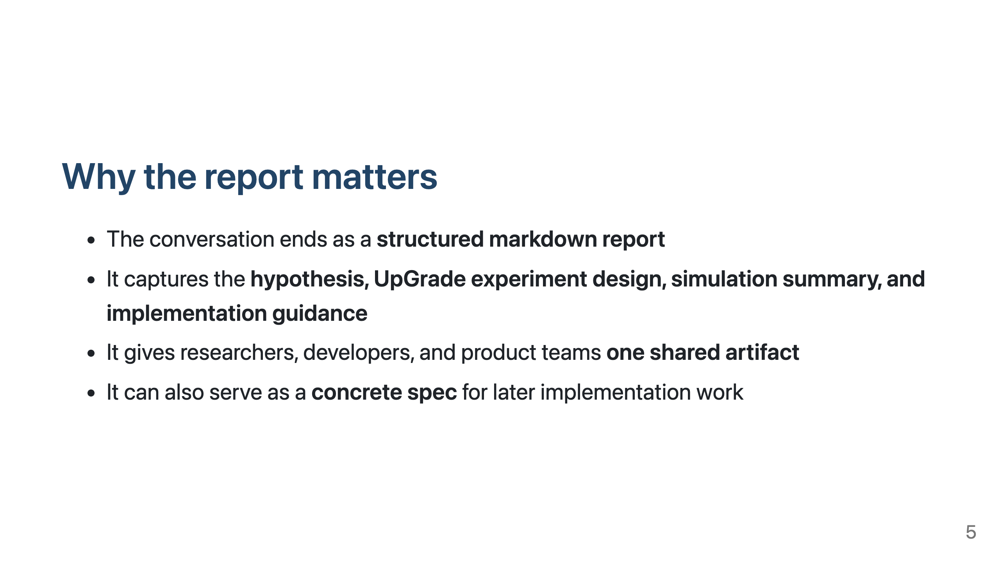 Why the report matters
• The conversation ends as a structured markdown report
• It captures the hypothesis, UpGrade experiment design, simulation summary, and
implementation guidance
• It gives researchers, developers, and product teams one shared artifact
• It can also serve as a concrete spec for later implementation work
5